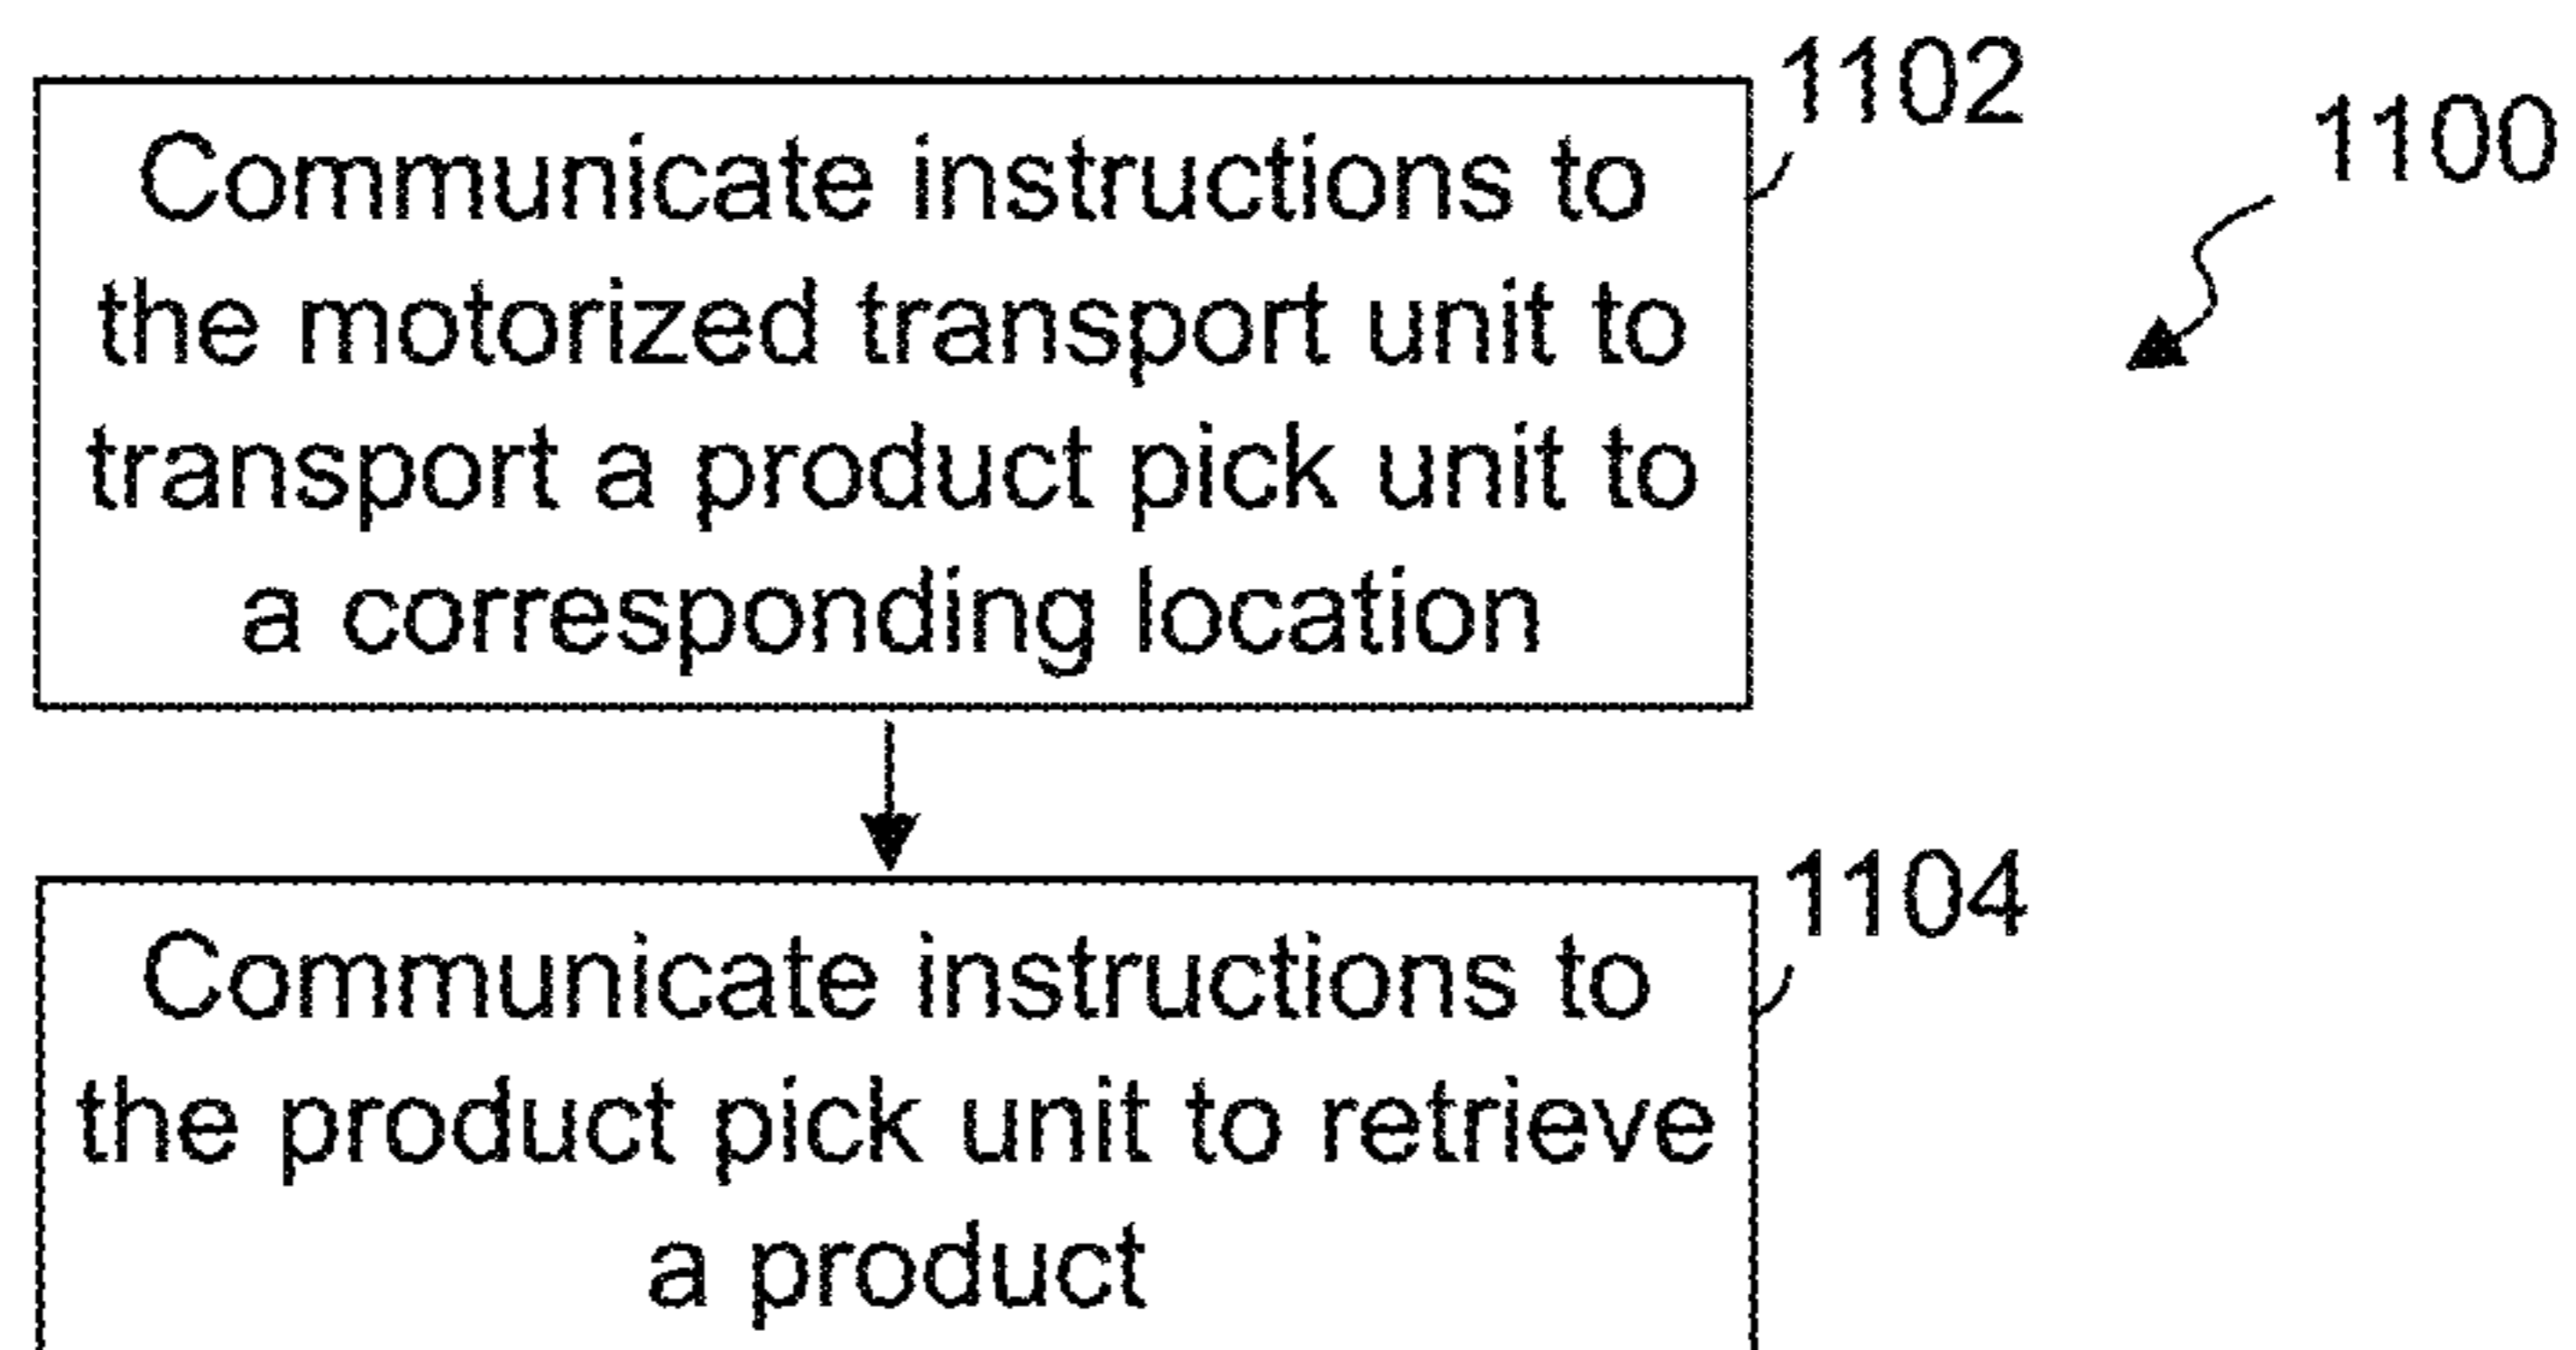 1102
1100
Communicate instructions to
the motorized transport unit to
transport a product pick unit to
a corresponding location
1104
Communicate instructions to
the product pick unit to retrieve
a product